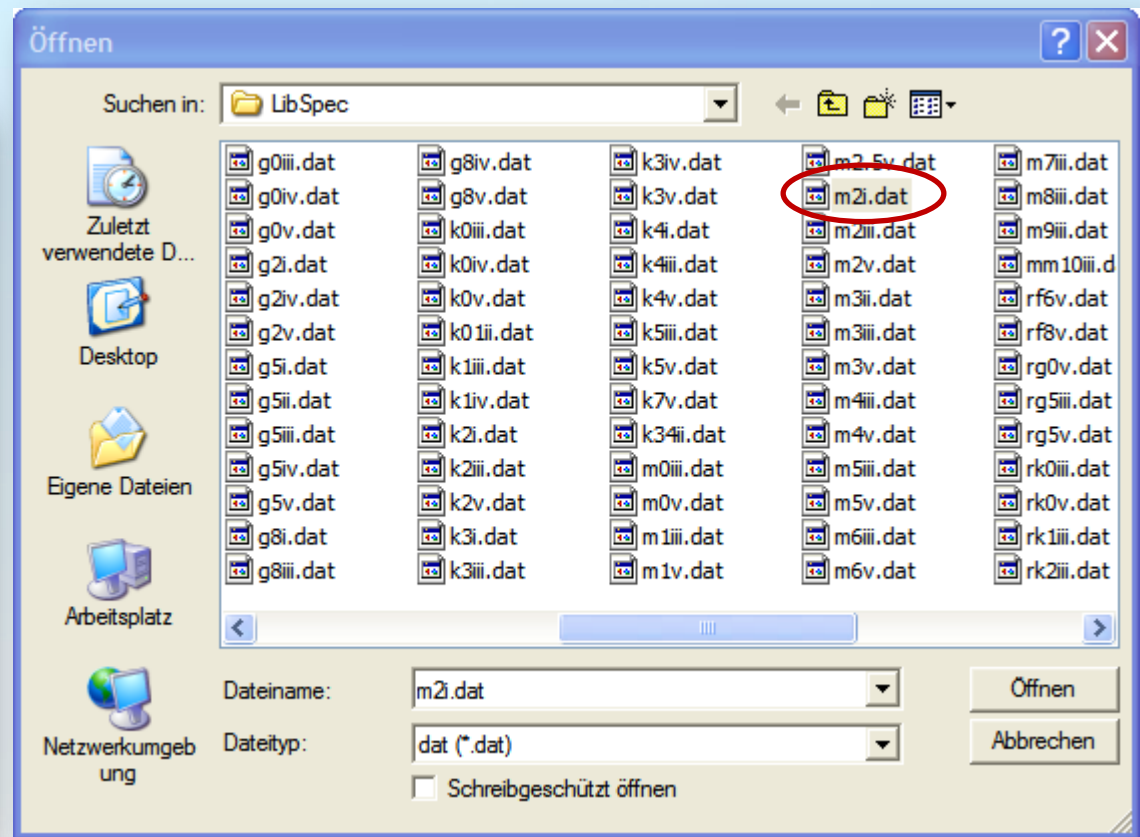 Öffnen
Suchen in:
LibSpec
Zuletzt
verwendete D...
Desktop
Eigene Dateien
Arbeitsplatz
Netzwerkumgeb
ung
g0iii.dat
g0iv.dat
g0v.dat
g2i.dat
g2iv.dat
g2v.dat
g5i.dat
g5ii.dat
g5iii.dat
g5iv.dat
g5v.dat
g8i.dat
g8iii.dat
g8iv.dat
g8v.dat
k0iii.dat
k0iv.dat
k0v.dat
k01ii.dat
k1iii.dat
k1iv.dat
k2i.dat
k2iii.dat
k2v.dat
k3i.dat
k3iii.dat
k3iv.dat
k3v.dat
k4i.dat
k4iii.dat
k4v.dat
k5iii.dat
k5v.dat
k7v.dat
k34ii.dat
m0iii.dat
m0v.dat
m1iii.dat
m1v.dat
m2.5v.dat
m2i.dat
m2iii.dat
m2v.dat
m3ii.dat
m3iii.dat
m3v.dat
m4iii.dat
m4v.dat
m5iii.dat
m5v.dat
m6iii.dat
m6v.dat
m7iii.dat
m8iii.dat
m9iii.dat
mm10iii.d
rf6v.dat
rf8v.dat
rg0v.dat
rg5iii.dat
rg5v.dat
rk0iii.dat
rk0v.dat
rk1iii.dat
rk2iii.dat
Dateiname:
m2i.dat
Öffnen
Dateityp:
dat (*.dat)
Abbrechen
Schreibgeschützt öffnen